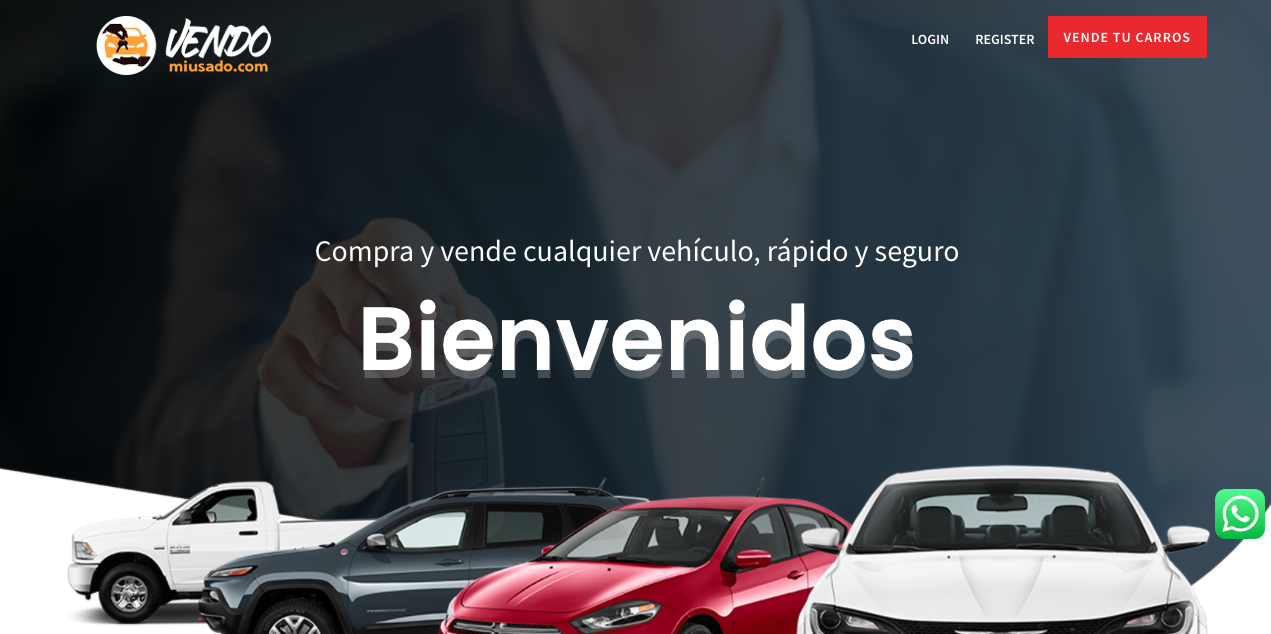 VENDO
miusado.com
LOGIN
REGISTER
VENDE TU CARROS
Compra y vende cualquier vehículo, rápido y seguro
Bienvenidos